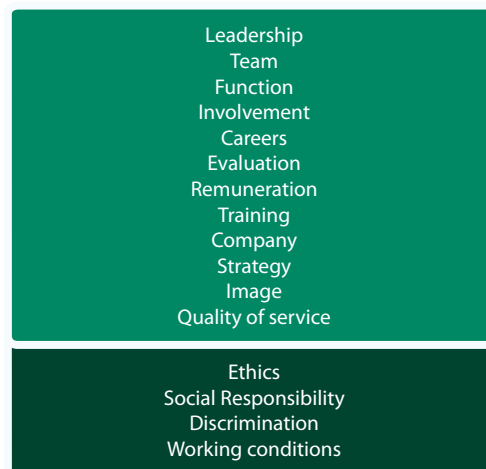 Leadership
Team
Function
Involvement
Careers
Evaluation
Remuneration
Training
Company
Strategy
Image
Quality of service
Ethics
Social Responsibility
Discrimination
Working conditions